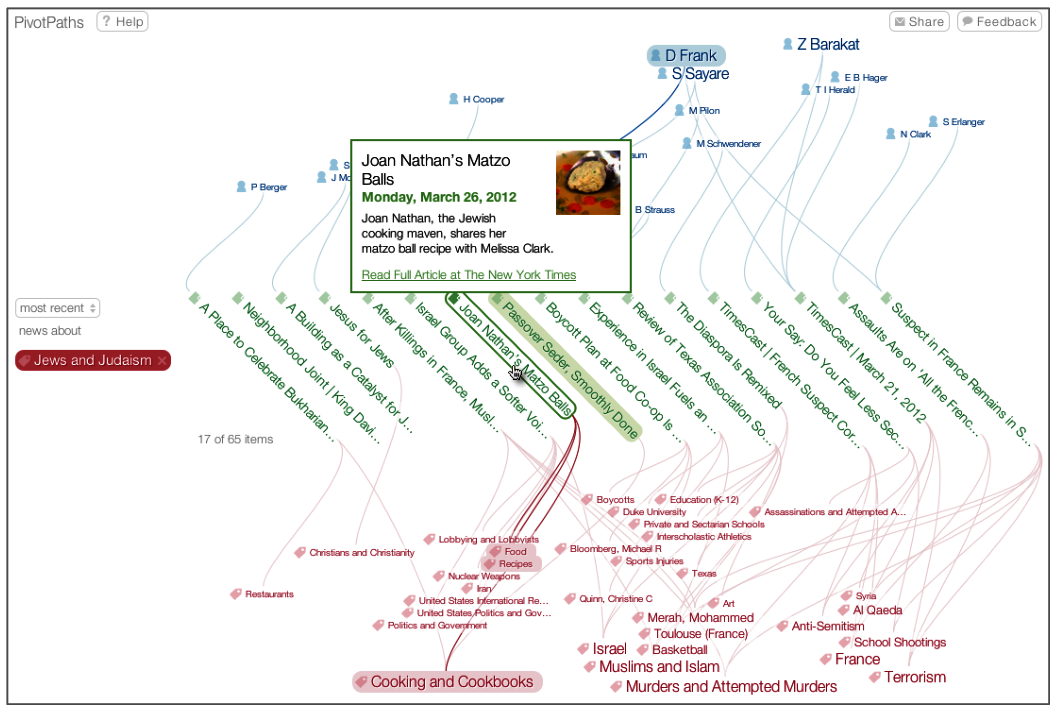 PivotPaths
? Help
Share
Feedback
D Frank
Z Barakat
S Sayare
E B Hager
T I Herald
H Cooper
M Pilon
S Erlanger
N Clark
M Schwendener
P Berger
B Strauss
Joan Nathan's Matzo
Balls
Monday, March 26, 2012
Joan Nathan, the Jewish
cooking maven, shares her
matzo ball recipe with Melissa Clark.
Read Full Article at The New York Times
most recent
news about
Jews and Judaism ×
17 of 65 items
A Place to Celebrate Bukharian...
Neighborhood Joint | King Davi...
A Building as a Catalyst for J...
Jesus for Jews
After Killings in France, Musl...
Israel Group Adds a Softer Voi...
Joan Nathan's Matzo Balls
Passover Seder, Smoothly Done
Boycott Plan at Food Co-op Is ...
Experience in Israel Fuels an ...
Review of Texas Association So...
The Diaspora Is Remixed
TimesCast | French Suspect Cor...
Your Say: Do You Feel Less Sec...
TimesCast | March 21, 2012
Assaults Are on 'All the Frenc...
Suspect in France Remains in S...
Boycotts
Education (K-12)
Duke University
Assassinations and Attempted A...
Private and Sectarian Schools
Interscholastic Athletics
Lobbying and Lobbyists
Christians and Christianity
Food
Bloomberg, Michael R
Recipes
Sports Injuries
Nuclear Weapons
Texas
Iran
Restaurants
United States International Re...
Quinn, Christine C
Art
Syria
United States Politics and Gov...
Al Qaeda
Merah, Mohammed
Politics and Government
Anti-Semitism
Toulouse (France)
School Shootings
Israel
Basketball
France
Muslims and Islam
Terrorism
Cooking and Cookbooks
Murders and Attempted Murders